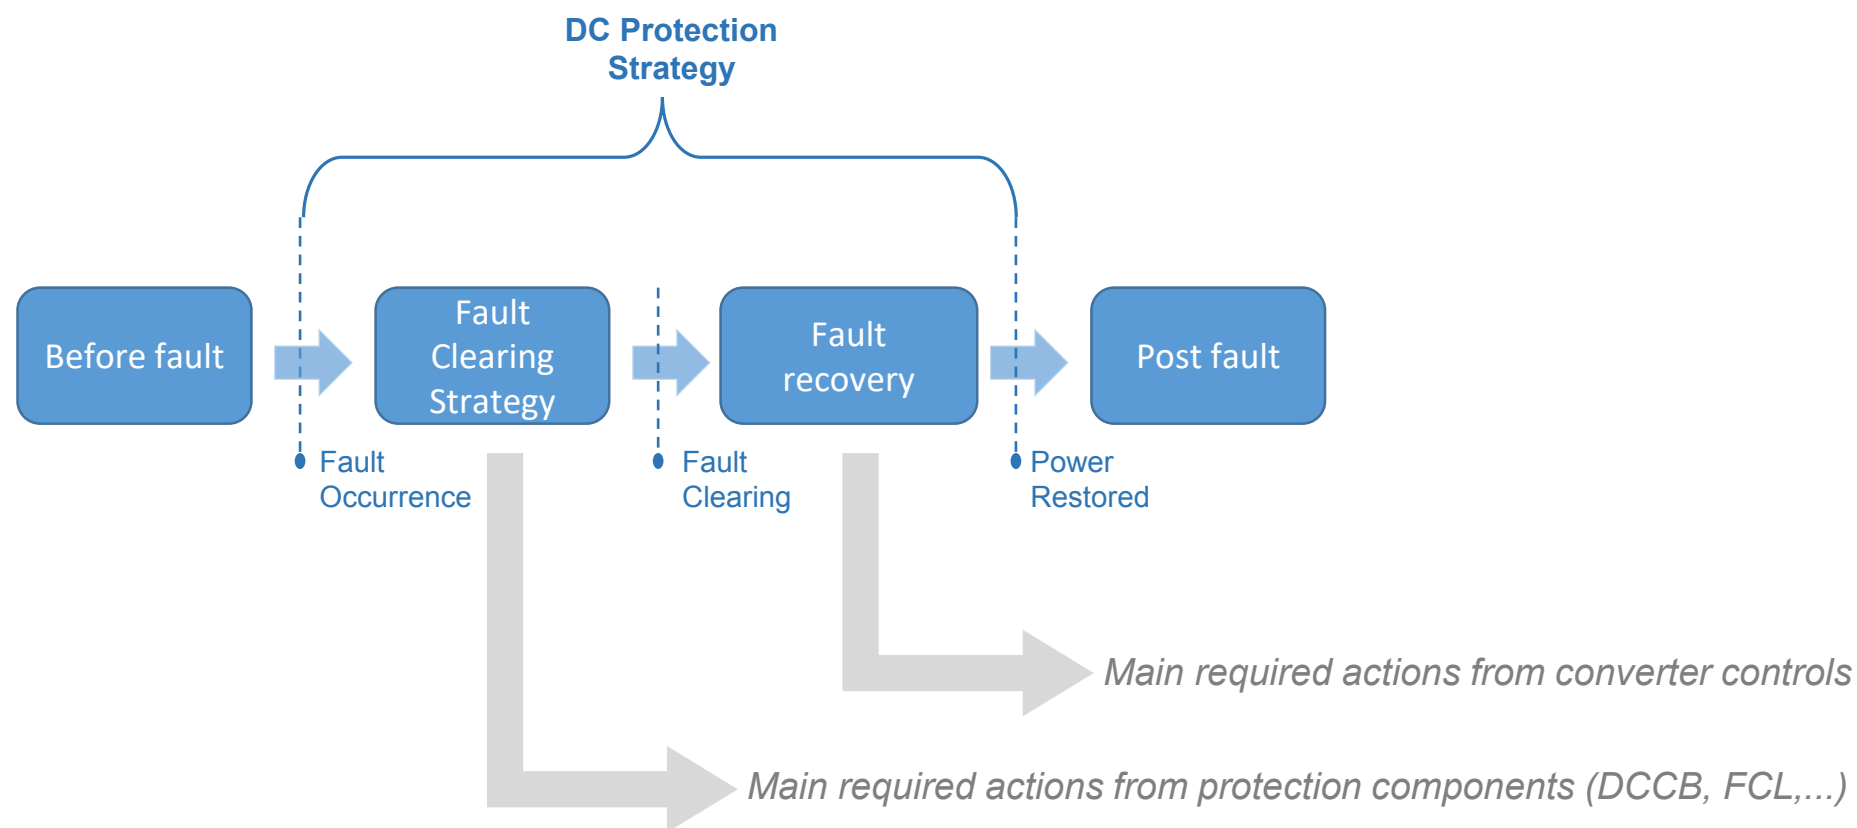 DC Protection
Strategy
Before fault
Fault
Clearing
Strategy
Fault
recovery
Post fault
Fault
Occurrence
Fault
Clearing
Power
Restored
Main required actions from converter controls
Main required actions from protection components (DCCB, FCL,...)